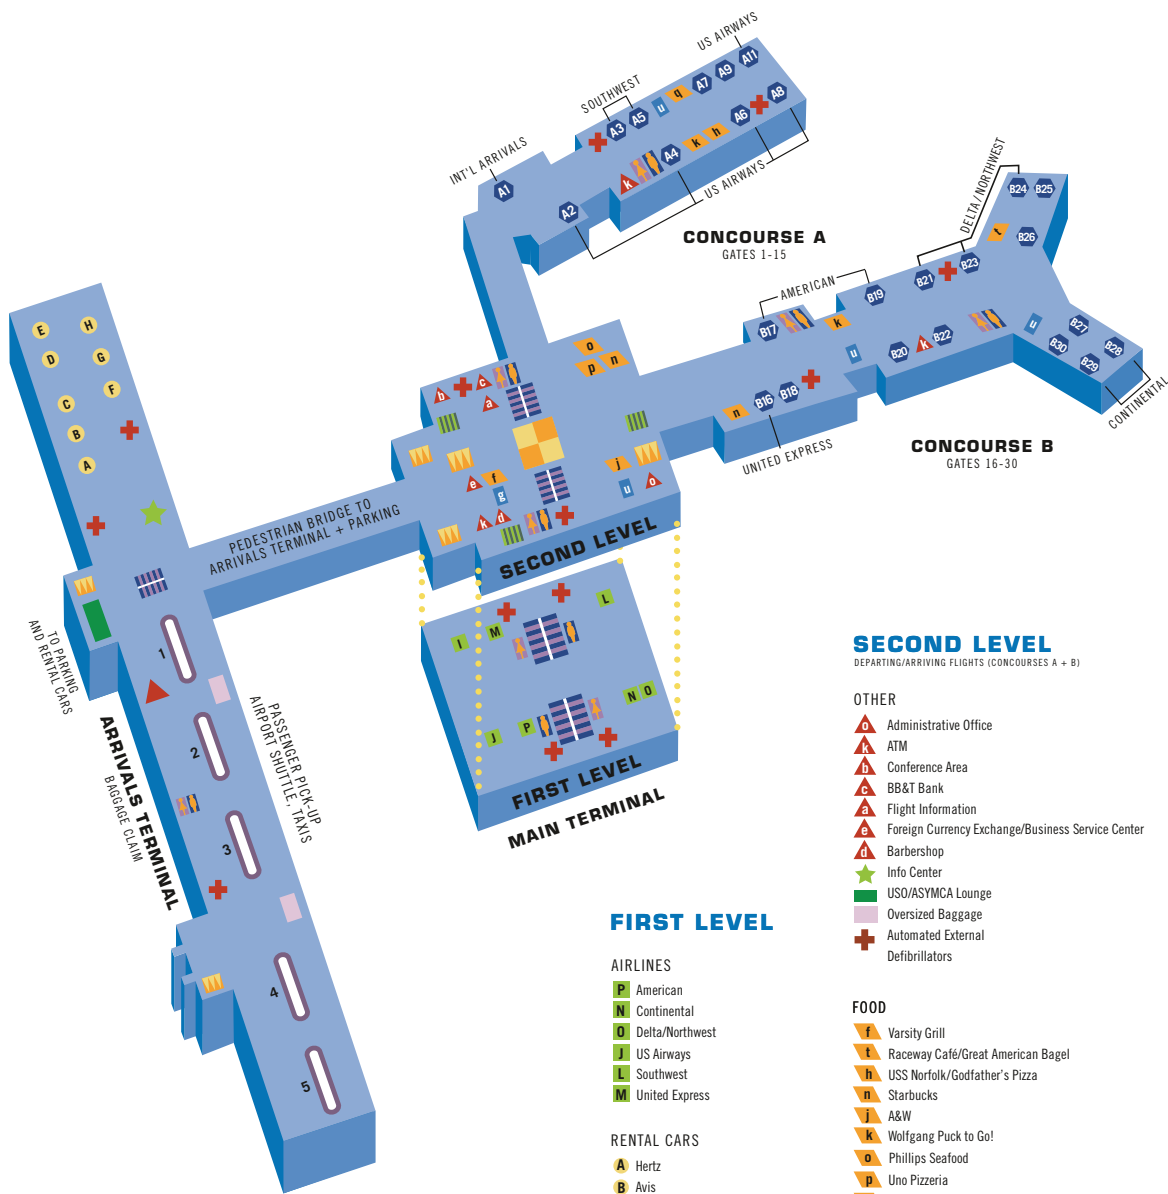 US AIRWAYS
SOUTHWEST
A11
A9
A7
q
u
A5
A3
A8
A6
h
k
A4
k
INT'L ARRIVALS
A1
A2
US AIRWAYS
CONCOURSE A
GATES 1-15
DELTA/NORTHWEST
B24
B25
t
B26
B23
B21
AMERICAN
B19
B17
k
u
B20
k
B22
u
B27
B30
B28
B29
CONTINENTAL
n
B16
B18
UNITED EXPRESS
CONCOURSE B
GATES 16-30
E
H
D
G
F
C
B
A
o
p
n
b
c
a
e
f
g
j
u
o
k
d
SECOND LEVEL
PEDESTRIAN BRIDGE TO
ARRIVALS TERMINAL + PARKING
TO PARKING
AND RENTAL CARS
1
2
3
4
5
ARRIVALS TERMINAL
BAGGAGE CLAIM
PASSENGER PICK-UP
AIRPORT SHUTTLE, TAXIS
L
M
I
N
O
P
J
FIRST LEVEL
MAIN TERMINAL
SECOND LEVEL
DEPARTING/ARRIVING FLIGHTS (CONCOURSES A + B)
OTHER
o Administrative Office
k ATM
b Conference Area
c BB&T Bank
a Flight Information
e Foreign Currency Exchange/Business Service Center
d Barbershop
Info Center
USO/ASYMCA Lounge
Oversized Baggage
Automated External
Defibrillators
FOOD
f Varsity Grill
t Raceway Café/Great American Bagel
h USS Norfolk/Godfather's Pizza
n Starbucks
j A&W
k Wolfgang Puck to Go!
o Phillips Seafood
p Uno Pizzeria
FIRST LEVEL
AIRLINES
P American
N Continental
O Delta/Northwest
J US Airways
L Southwest
M United Express
RENTAL CARS
A Hertz
B Avis